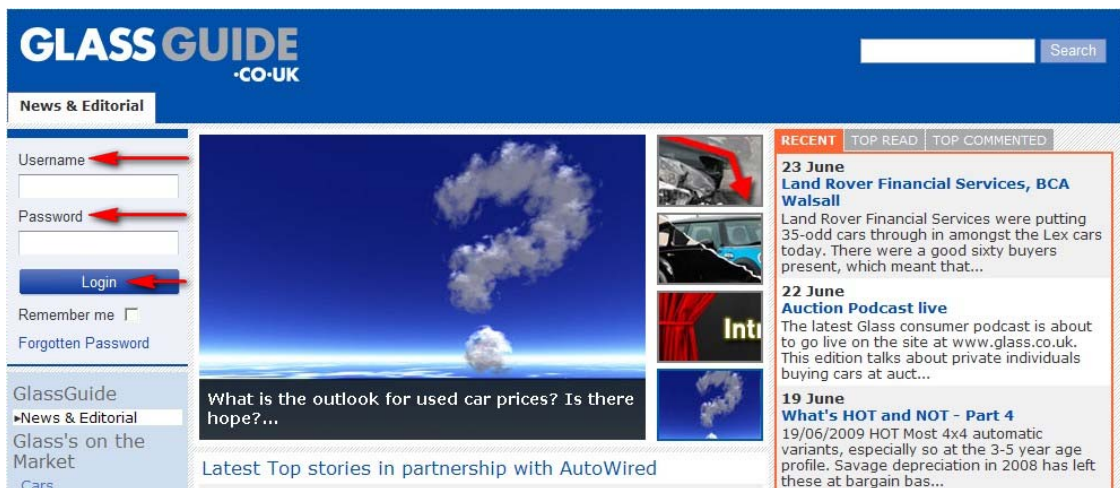 GLASS GUIDE
·CO·UK
Search
News & Editorial
Username
Password
Login
Remember me
Forgotten Password
GlassGuide
News & Editorial
Glass's on the
Market
Cars
What is the outlook for used car prices? Is there
hope?...
Latest Top stories in partnership with AutoWired
Intr
RECENT TOP READ TOP COMMENTED
23 June
Land Rover Financial Services, BCA
Walsall
Land Rover Financial Services were putting
35-odd cars through in amongst the Lex cars
today. There were a good sixty buyers
present, which meant that...
22 June
Auction Podcast live
The latest Glass consumer podcast is about
to go live on the site at www.glass.co.uk.
This edition talks about private individuals
buying cars at auct...
19 June
What's HOT and NOT - Part 4
19/06/2009 HOT Most 4x4 automatic
variants, especially so at the 3-5 year age
profile. Savage depreciation in 2008 has left
these at bargain bas...